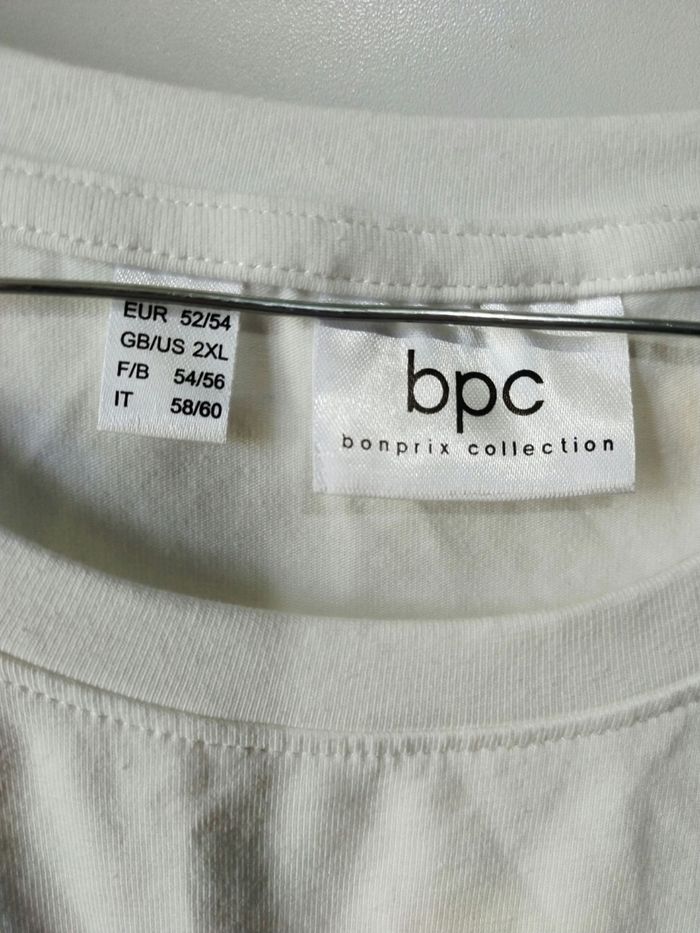 EUR 52/54
GB/US 2XL
F/B 54/56
IT 58/60
bpc
bonprix collection